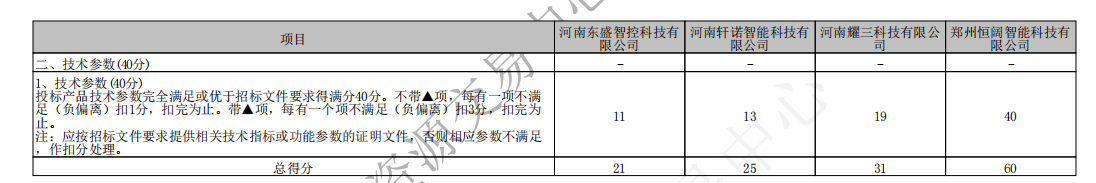 项目
河南东盛智控科技有
限公司
河南轩诺智能科技有
限公司
河南耀三科技有限公
司
郑州恒阔智能科技有
限公司
二、技术参数(40分)
–
–
–
–
1、技术参数(40分)
投标产品技术参数完全满足或优于招标文件要求得满分40分。不带▲项，每有一项不满
足（负偏离）扣1分，扣完为止。带▲项，每有一个项不满足（负偏离）扣3分，扣完为
止。
注：应按招标文件要求提供相关技术指标或功能参数的证明文件，否则相应参数不满足
，作扣分处理。
11
13
19
40
总得分
21
25
31
60
资源交易中心
易中心